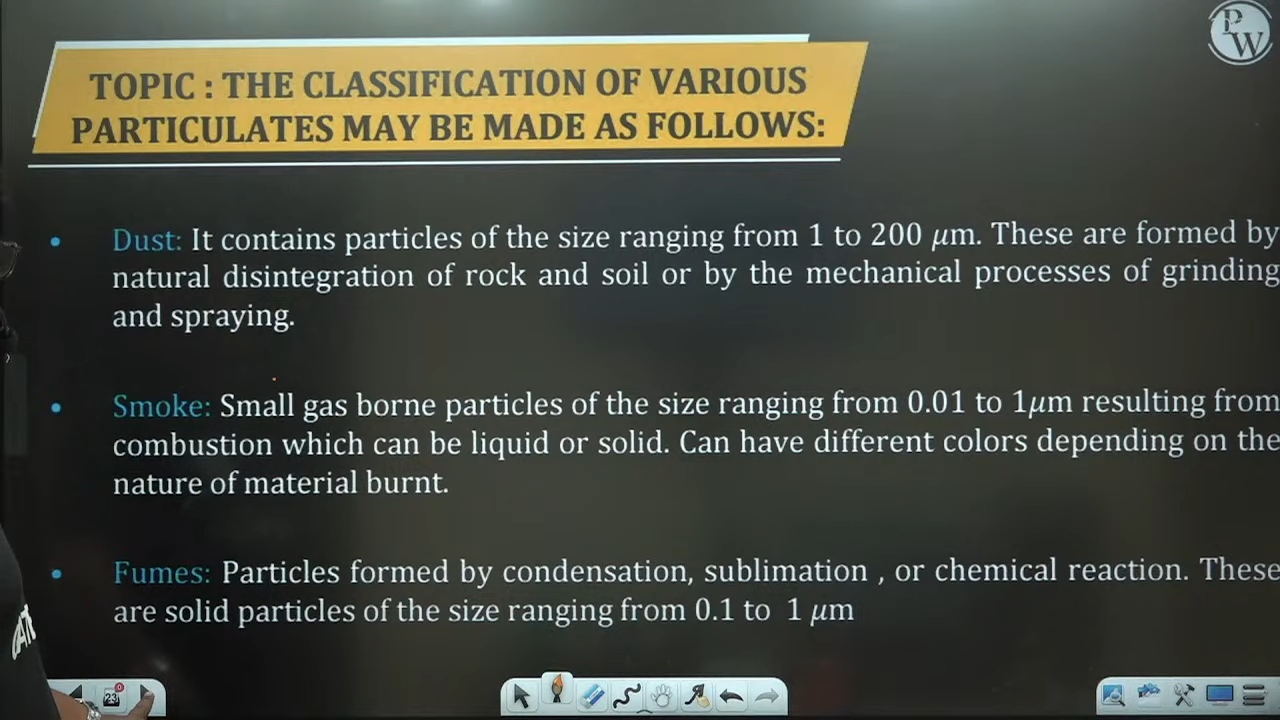 PW
TOPIC : THE CLASSIFICATION OF VARIOUS
PARTICULATES MAY BE MADE AS FOLLOWS:
• Dust: It contains particles of the size ranging from 1 to 200 μm. These are formed by
natural disintegration of rock and soil or by the mechanical processes of grinding
and spraying.
• Smoke: Small gas borne particles of the size ranging from 0.01 to 1μm resulting from
combustion which can be liquid or solid. Can have different colors depending on the
nature of material burnt.
• Fumes: Particles formed by condensation, sublimation , or chemical reaction. These
are solid particles of the size ranging from 0.1 to 1 μm
23
0